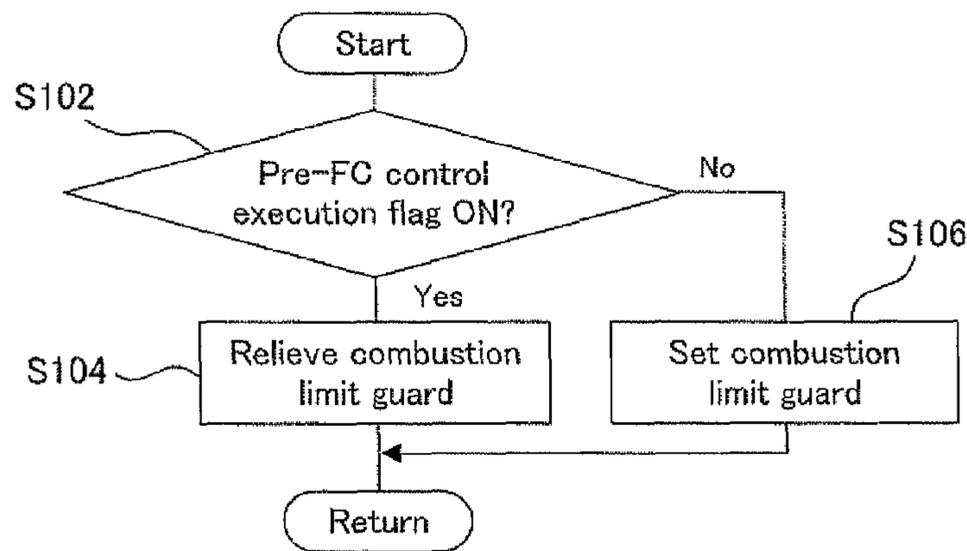 Start
S102
Pre-FC control
execution flag ON?
No
S106
Yes
S104
Relieve combustion
limit guard
Set combustion
limit guard
Return